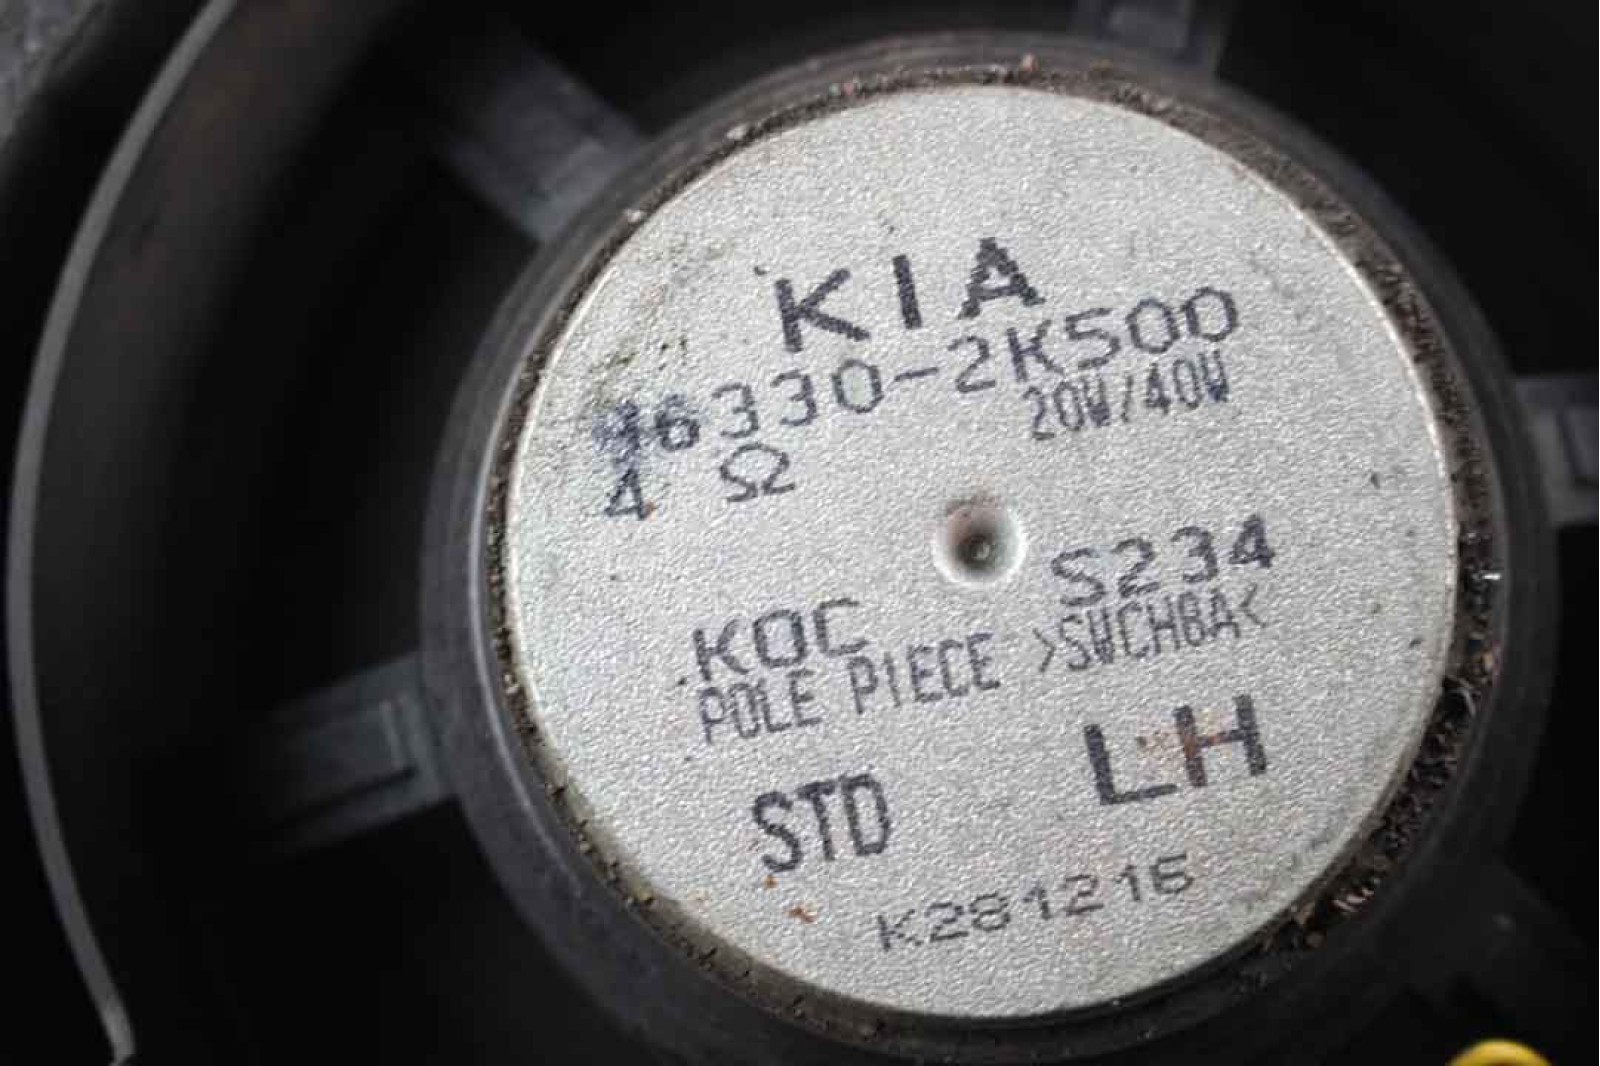 KIA
96330-2K500
4 Ω 20W/40W
KOC S234
POLE PIECE >SWCH8A<
STD LH
K281216